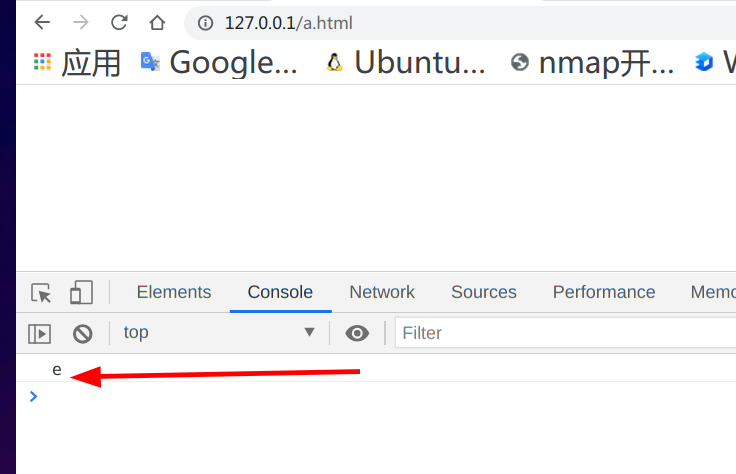 127.0.0.1/a.html
应用 Google... Ubuntu... nmap开...
Elements Console Network Sources Performance Memo
top Filter
e